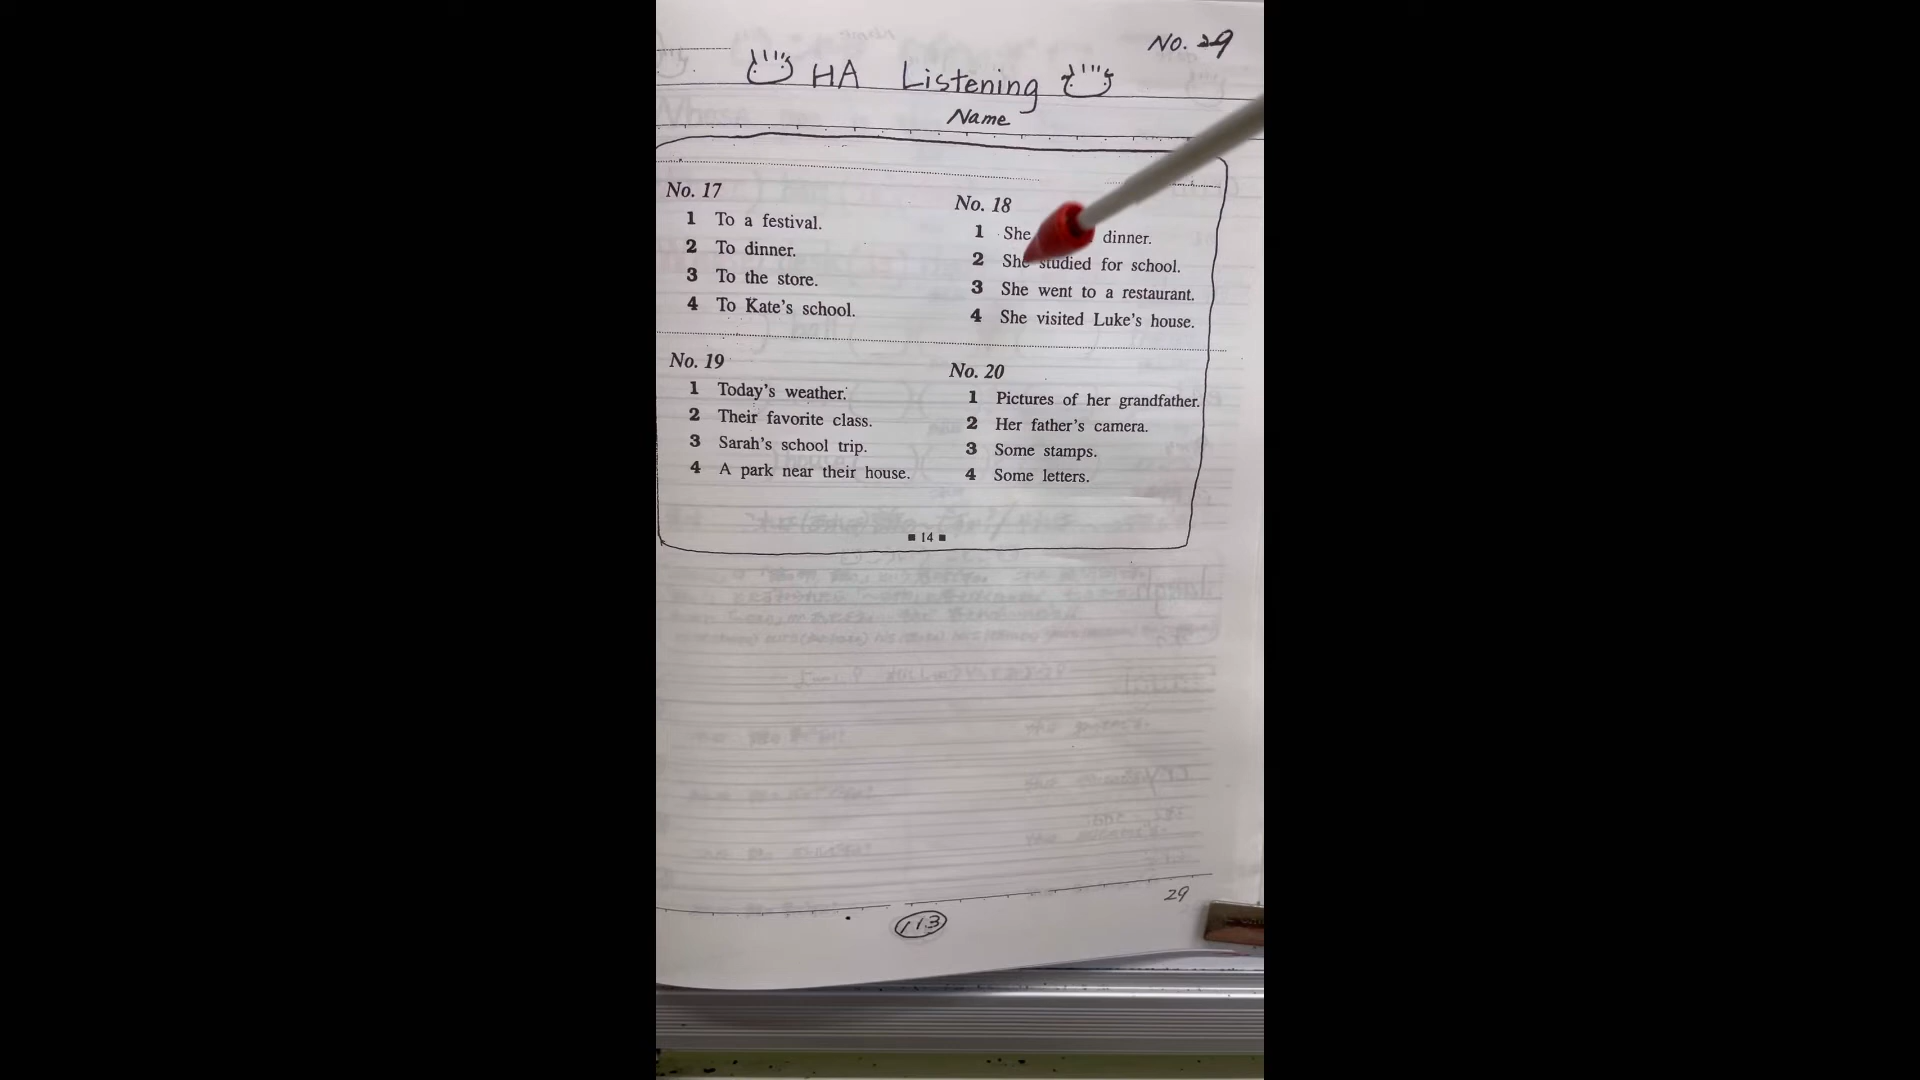 No. 29
HA Listening
Name
No. 17
1 To a festival.
2 To dinner.
3 To the store.
4 To Kate's school.
No. 18
1 She dinner.
2 She studied for school.
3 She went to a restaurant.
4 She visited Luke's house.
No. 19
1 Today's weather.
2 Their favorite class.
3 Sarah's school trip.
4 A park near their house.
No. 20
1 Pictures of her grandfather.
2 Her father's camera.
3 Some stamps.
4 Some letters.
■ 14 ■
29
113